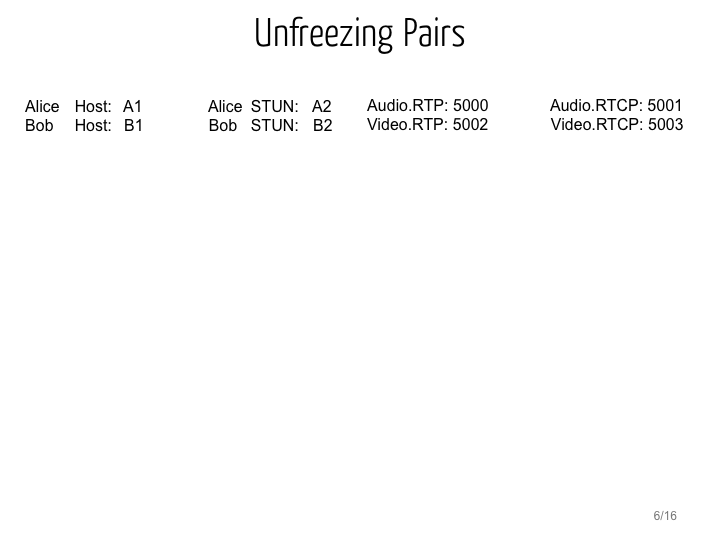 Unfreezing Pairs
Alice Host: A1 Alice STUN: A2 Audio.RTP: 5000 Audio.RTCP: 5001
Bob Host: B1 Bob STUN: B2 Video.RTP: 5002 Video.RTCP: 5003
6/16